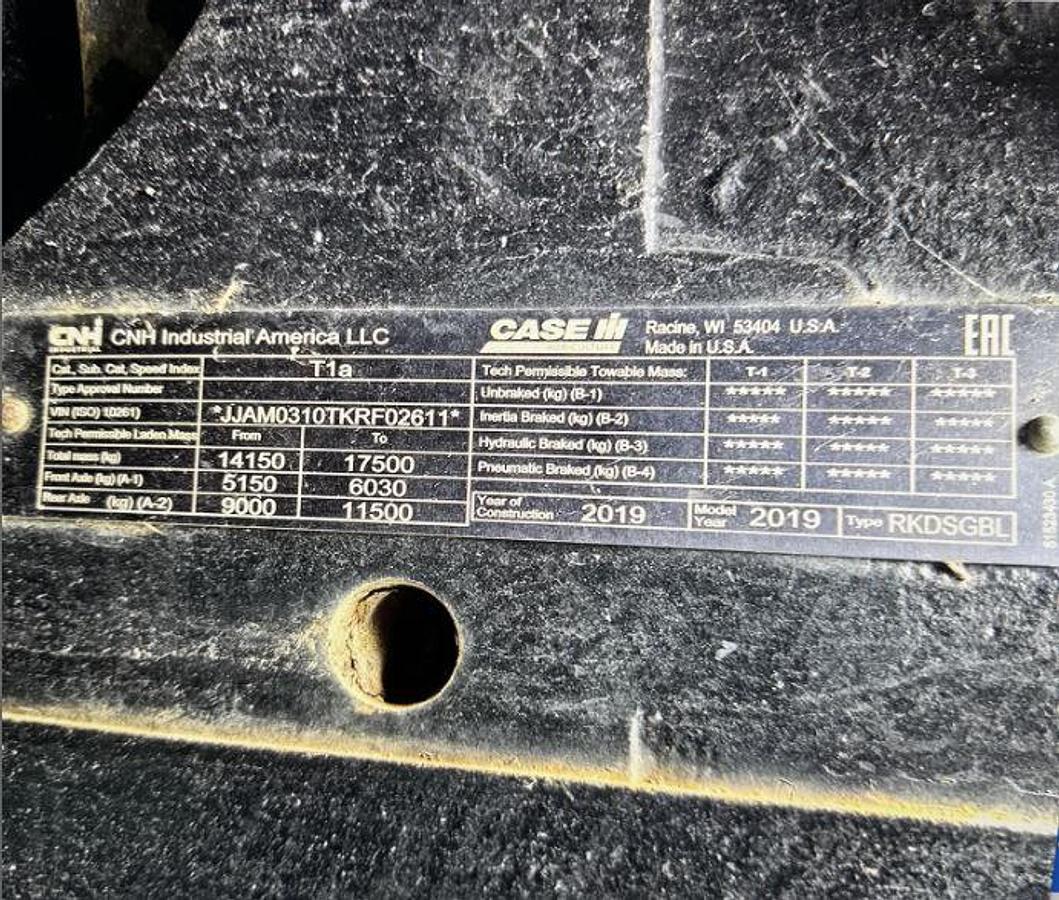 CNH INDUSTRIAL CNH Industrial America LLC CASE IH Racine, WI 53404 U.S.A. EAC
Made in U.S.A.
Cat., Sub. Cat, Speed Index T1a
Type Approval Number
VIN (ISO) 10261) *JJAM0310TKRF02611*
Tech Permissible Laden Mass From To
Total mass (kg) 14150 17500
Front Axle (kg) (A-1) 5150 6030
Rear Axle (kg) (A-2) 9000 11500
Tech Permissible Towable Mass: T-1 T-2 T-3
Unbraked (kg) (B-1) ***** ***** *****
Inertia Braked (kg) (B-2) ***** ***** *****
Hydraulic Braked (kg) (B-3) ***** ***** *****
Pneumatic Braked (kg) (B-4) ***** ***** *****
Year of Construction 2019 Model Year 2019 Type RKDSGBL